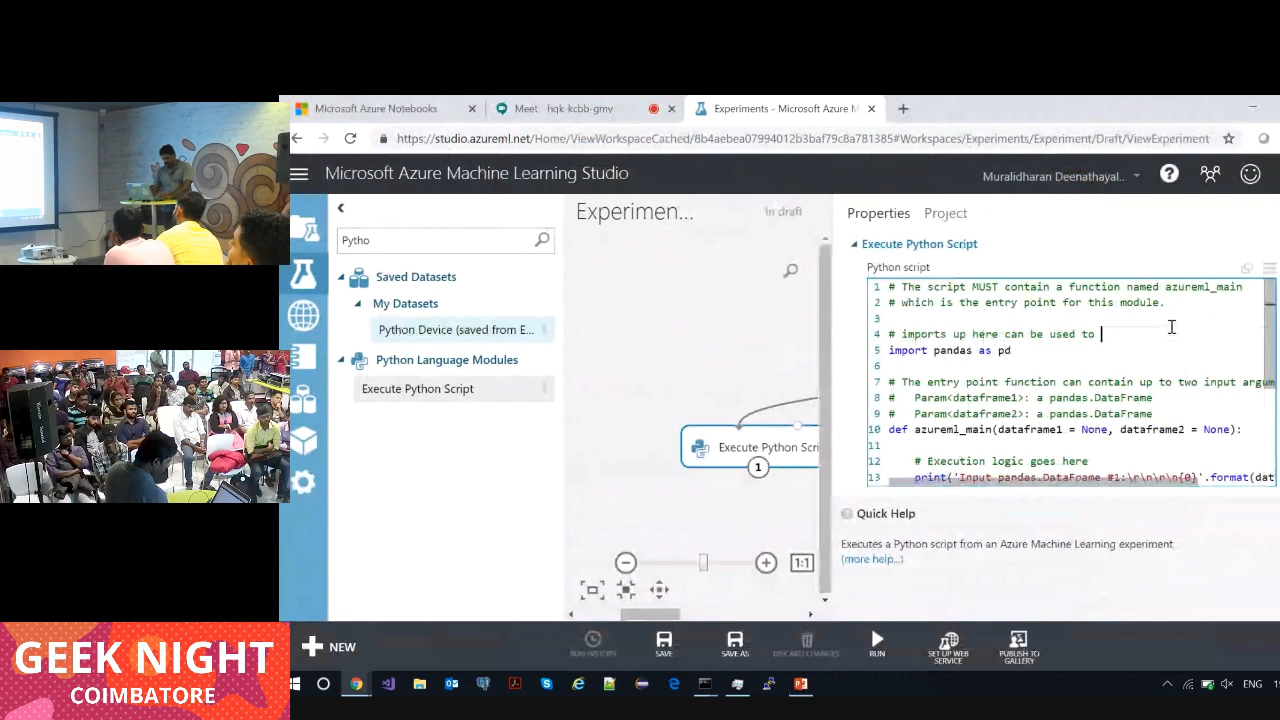 Microsoft Azure Notebooks
Meet hqk-kcbb-gmv
Experiments - Microsoft Azure M
https://studio.azureml.net/Home/ViewWorkspaceCached/8b4aebea07994012b3baf79c8a781385#Workspaces/Experiments/Experiment/Draft/ViewExperiment
Microsoft Azure Machine Learning Studio
Muralidharan Deenathayal..
Pytho
Saved Datasets
My Datasets
Python Device (saved from E...
Python Language Modules
Execute Python Script
Experimen...
In draft
Execute Python Scri
1
1:1
Properties
Project
Execute Python Script
Python script
1 # The script MUST contain a function named azureml_main
2 # which is the entry point for this module.
3
4 # imports up here can be used to
5 import pandas as pd
6
7 # The entry point function can contain up to two input argum
8 # Param<dataframe1>: a pandas.DataFrame
9 # Param<dataframe2>: a pandas.DataFrame
10 def azureml_main(dataframe1 = None, dataframe2 = None):
11
12 # Execution logic goes here
13 print('Input pandas.DataFrame #1:\r\n\r\n{0}'.format(dat
Quick Help
Executes a Python script from an Azure Machine Learning experiment
(more help...)
NEW
RUN HISTORY
SAVE
SAVE AS
DISCARD CHANGES
RUN
SET UP WEB
SERVICE
PUBLISH TO
GALLERY
ENG
GEEK NIGHT
COIMBATORE